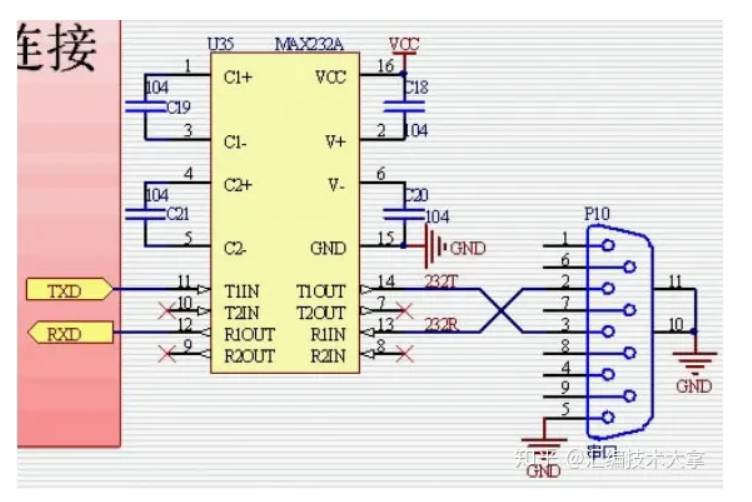 连接
U35 MAX232A VCC
1 C1+ VCC 16
104 C19 C18
3 C1- V+ 2 104
4 C2+ V- 6
104 C21 C20 104
5 C2- GND 15 GND
TXD 11 T1IN T1OUT 14 232T
10 T2IN T2OUT 7
RXD 12 R1OUT R1IN 13 232R
9 R2OUT R2IN 8
P10
1
6
2 11
7
3 10
8
4 GND
9
5
串口
GND
知乎 @汇编技术大拿